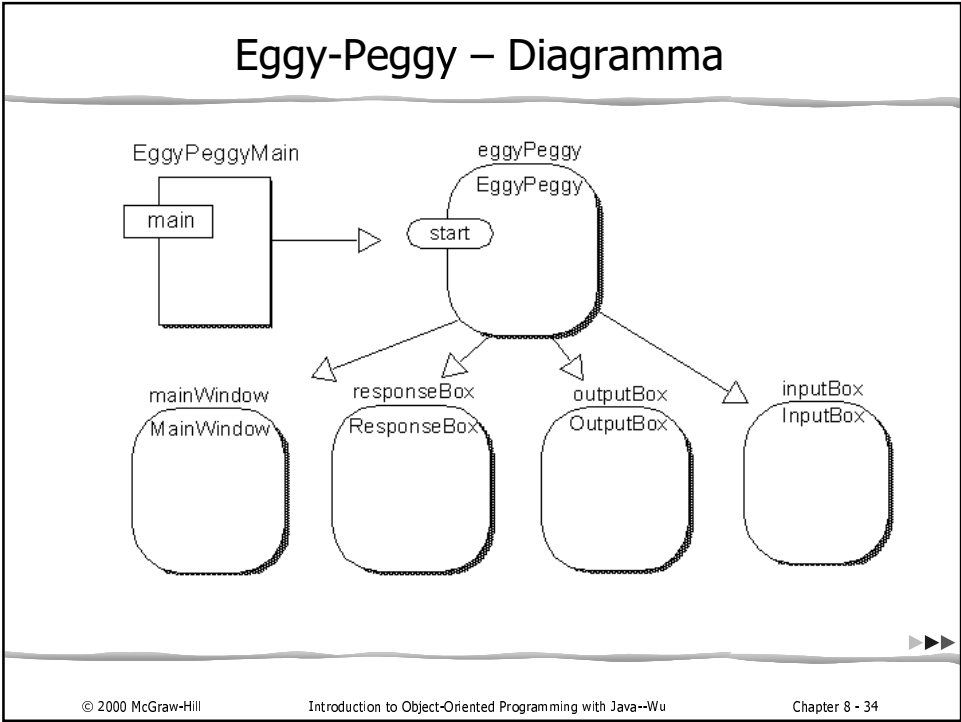 Eggy-Peggy – Diagramma
EggyPeggyMain
main
eggyPeggy
EggyPeggy
start
mainWindow
MainWindow
responseBox
ResponseBox
outputBox
OutputBox
inputBox
InputBox
© 2000 McGraw-Hill Introduction to Object-Oriented Programming with Java--Wu Chapter 8 - 34